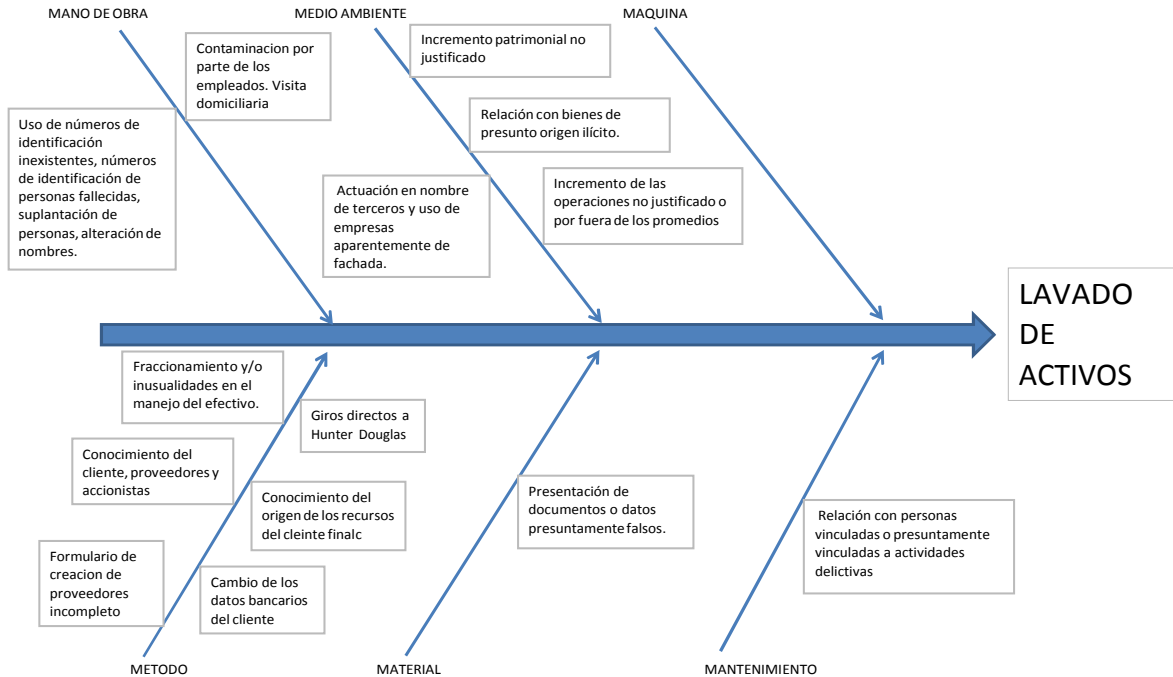 MANO DE OBRA
MEDIO AMBIENTE
MAQUINA
Contaminacion por
parte de los
empleados. Visita
domiciliaria
Uso de números de
identificación
inexistentes, números
de identificación de
personas fallecidas,
suplantación de
personas, alteración de
nombres.
Incremento patrimonial no
justificado
Relación con bienes de
presunto origen ilícito.
Actuación en nombre
de terceros y uso de
empresas
aparentemente de
fachada.
Incremento de las
operaciones no justificado o
por fuera de los promedios
LAVADO
DE
ACTIVOS
Fraccionamiento y/o
inusualidades en el
manejo del efectivo.
Giros directos a
Hunter Douglas
Conocimiento del
cliente, proveedores y
accionistas
Conocimiento del
origen de los recursos
del cleinte finalc
Formulario de
creacion de
proveedores
incompleto
Cambio de los
datos bancarios
del cliente
Presentación de
documentos o datos
presuntamente falsos.
Relación con personas
vinculadas o presuntamente
vinculadas a actividades
delictivas
METODO
MATERIAL
MANTENIMIENTO